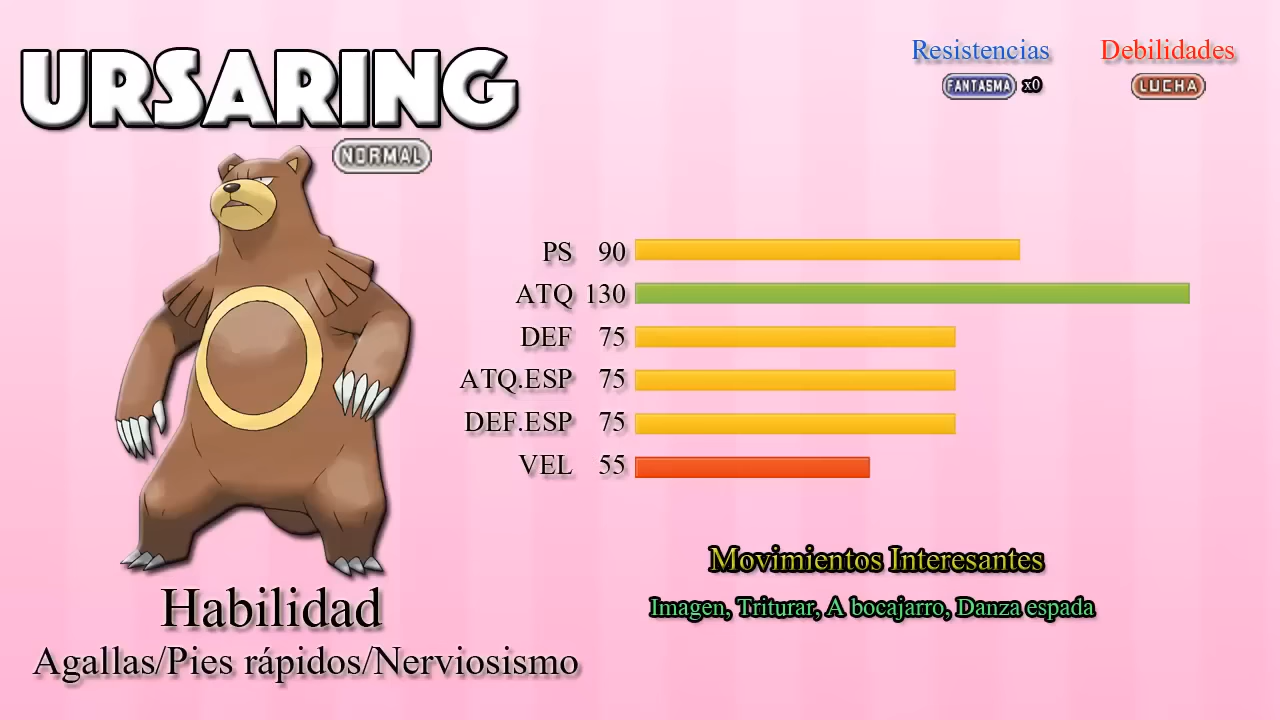 URSARING
NORMAL
Resistencias
FANTASMA x0
Debilidades
LUCHA
PS 90
ATQ 130
DEF 75
ATQ.ESP 75
DEF.ESP 75
VEL 55
Movimientos Interesantes
Imagen, Triturar, A bocajarro, Danza espada
Habilidad
Agallas/Pies rápidos/Nerviosismo